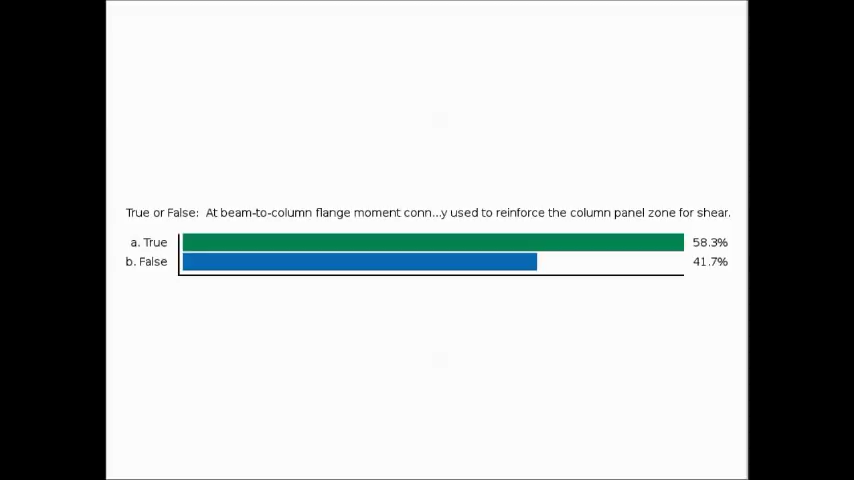 True or False:  At beam-to-column flange moment conn...y used to reinforce the column panel zone for shear.
a. True 58.3%
b. False 41.7%